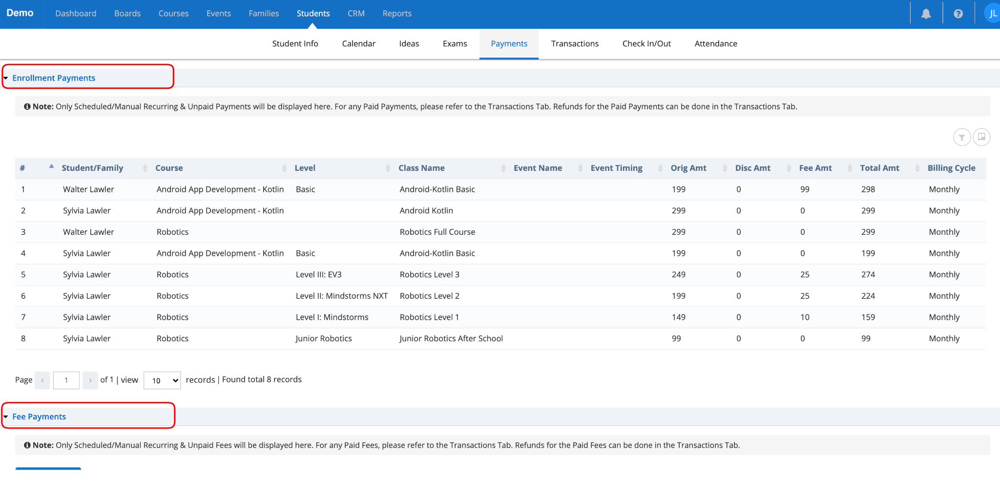 Demo Dashboard Boards Courses Events Families Students CRM Reports JL
Student Info Calendar Ideas Exams Payments Transactions Check In/Out Attendance
Enrollment Payments
Note: Only Scheduled/Manual Recurring & Unpaid Payments will be displayed here. For any Paid Payments, please refer to the Transactions Tab. Refunds for the Paid Payments can be done in the Transactions Tab.
# Student/Family Course Level Class Name Event Name Event Timing Orig Amt Disc Amt Fee Amt Total Amt Billing Cycle
1 Walter Lawler Android App Development - Kotlin Basic Android-Kotlin Basic 199 0 99 298 Monthly
2 Sylvia Lawler Android App Development - Kotlin Android Kotlin 299 0 0 299 Monthly
3 Walter Lawler Robotics Robotics Full Course 299 0 0 299 Monthly
4 Sylvia Lawler Android App Development - Kotlin Basic Android-Kotlin Basic 199 0 0 199 Monthly
5 Sylvia Lawler Robotics Level III: EV3 Robotics Level 3 249 0 25 274 Monthly
6 Sylvia Lawler Robotics Level II: Mindstorms NXT Robotics Level 2 199 0 25 224 Monthly
7 Sylvia Lawler Robotics Level I: Mindstorms Robotics Level 1 149 0 10 159 Monthly
8 Sylvia Lawler Robotics Junior Robotics Junior Robotics After School 99 0 0 99 Monthly
Page < 1 > of 1 | view 10 records | Found total 8 records
Fee Payments
Note: Only Scheduled/Manual Recurring & Unpaid Fees will be displayed here. For any Paid Fees, please refer to the Transactions Tab. Refunds for the Paid Fees can be done in the Transactions Tab.